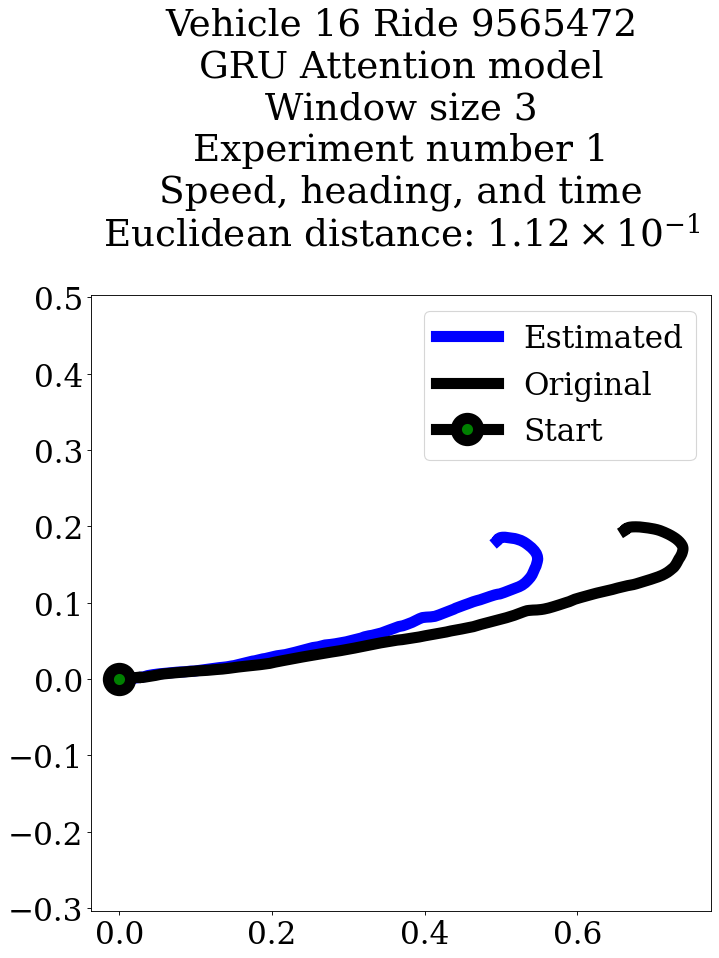 Vehicle 16 Ride 9565472
GRU Attention model
Window size 3
Experiment number 1
Speed, heading, and time
Euclidean distance: 1.12 × 10⁻¹
Estimated
Original
Start
0.5
0.4
0.3
0.2
0.1
0.0
−0.1
−0.2
−0.3
0.0 0.2 0.4 0.6